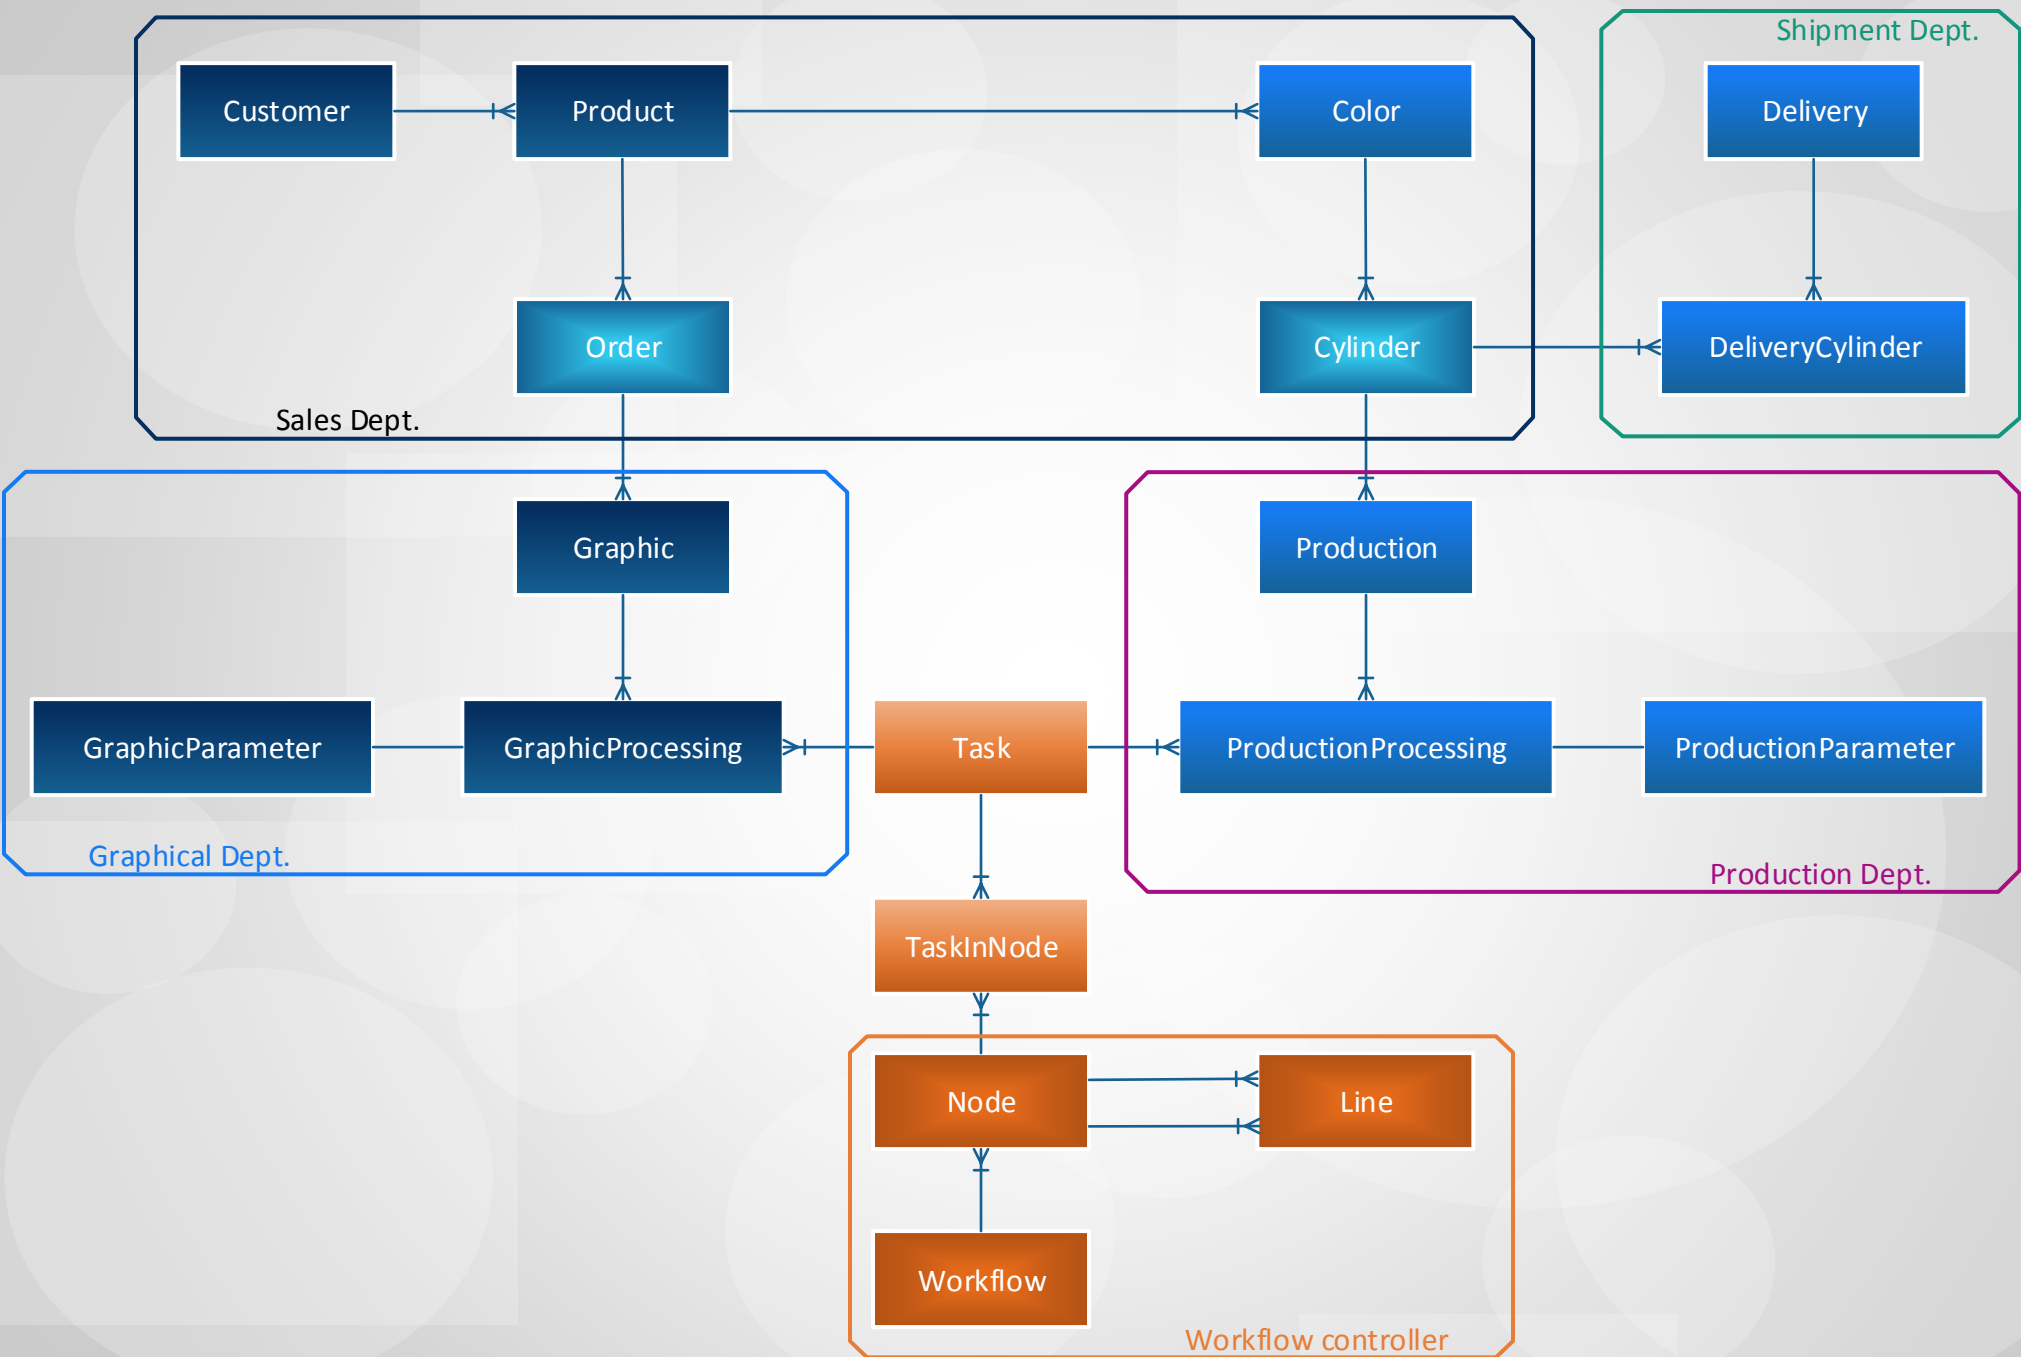 Shipment Dept.
Customer
Product
Color
Delivery
Order
Cylinder
DeliveryCylinder
Sales Dept.
Graphic
Production
GraphicParameter
GraphicProcessing
Task
ProductionProcessing
ProductionParameter
Graphical Dept.
Production Dept.
TaskInNode
Node
Line
Workflow
Workflow controller